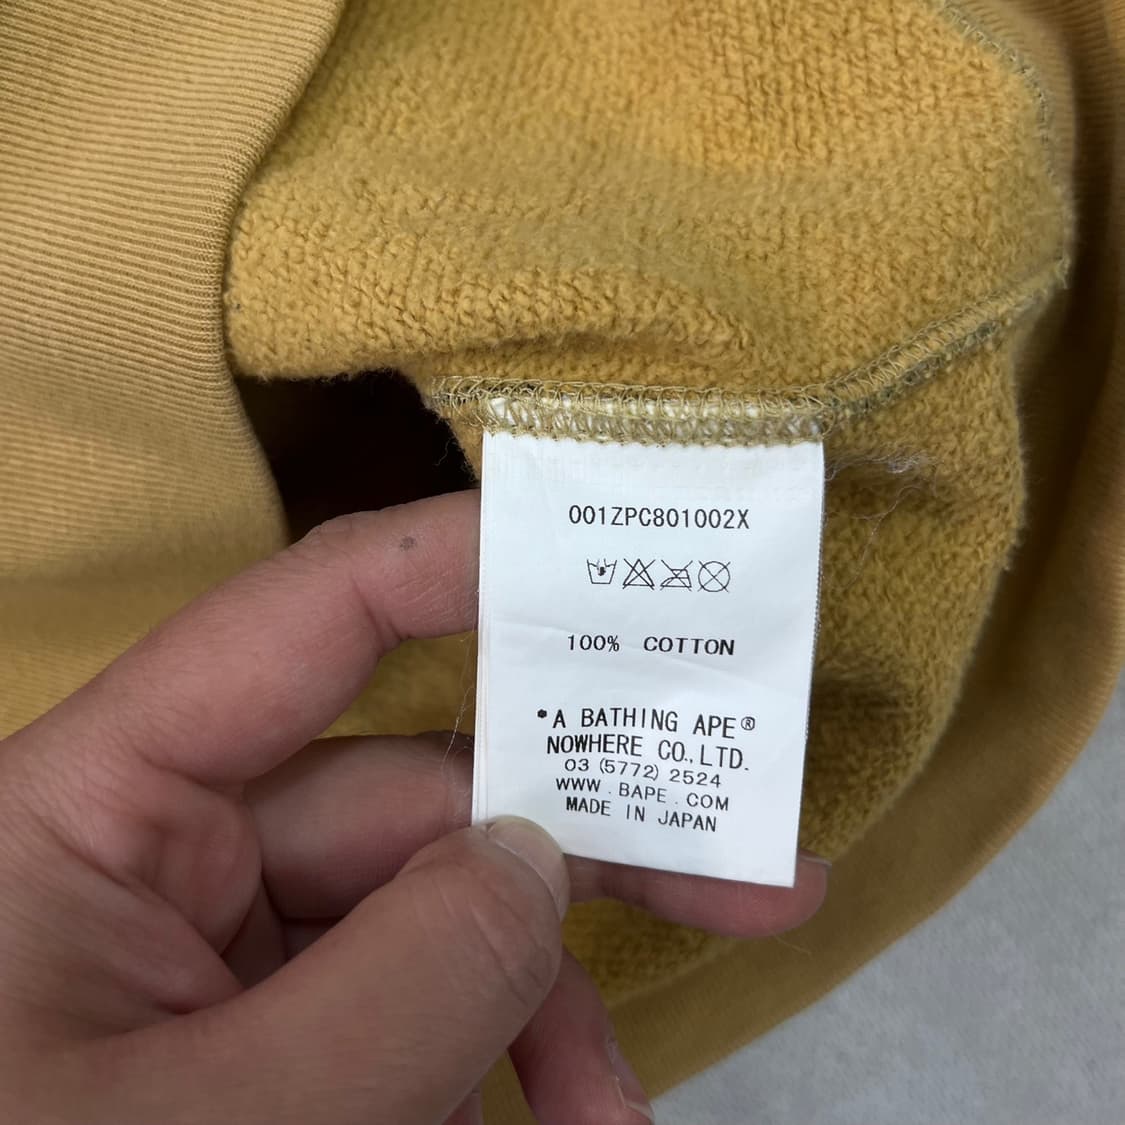 001ZPC801002X
100% COTTON
*A BATHING APE®
NOWHERE CO.,LTD.
03 (5772) 2524
WWW.BAPE.COM
MADE IN JAPAN